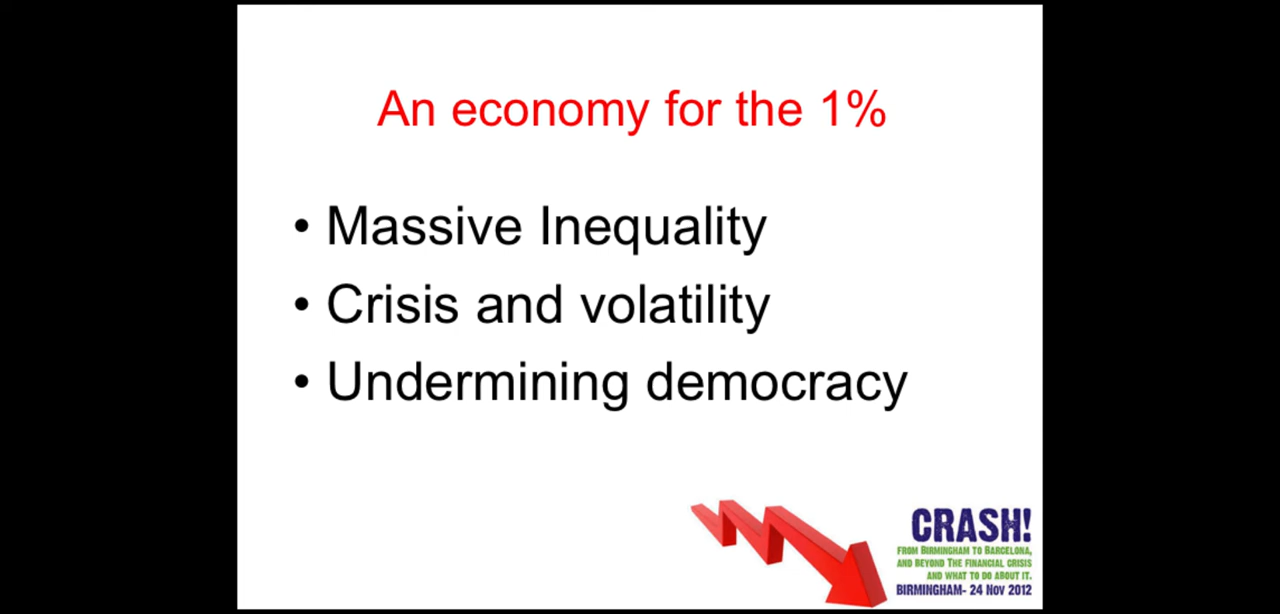 An economy for the 1%
• Massive Inequality
• Crisis and volatility
• Undermining democracy
CRASH!
FROM BIRMINGHAM TO BARCELONA,
AND BEYOND THE FINANCIAL CRISIS
AND WHAT TO DO ABOUT IT.
BIRMINGHAM- 24 NOV 2012